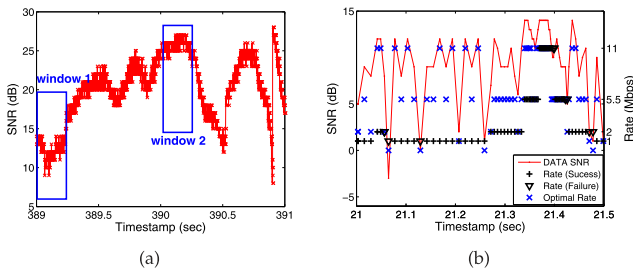 30
25
20
15
10
5
SNR (dB)
window 1
window 2
389
389.5
390
390.5
391
Timestamp (sec)
(a)
15
10
5
0
−5
SNR (dB)
11
5.5
2
1
Rate (Mbps)
DATA SNR
Rate (Sucess)
Rate (Failure)
Optimal Rate
21
21.1
21.2
21.3
21.4
21.5
Timestamp (sec)
(b)